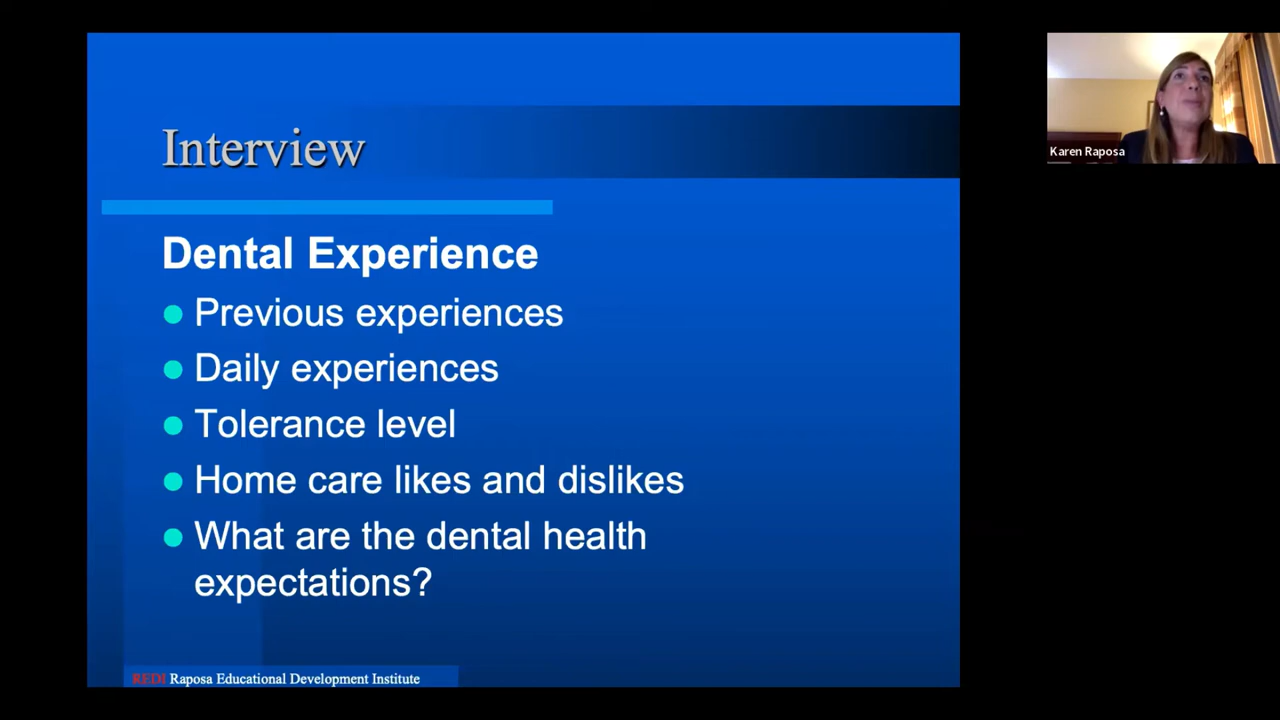 Interview
Dental Experience
Previous experiences
Daily experiences
Tolerance level
Home care likes and dislikes
What are the dental health
expectations?
REDI Raposa Educational Development Institute
Karen Raposa